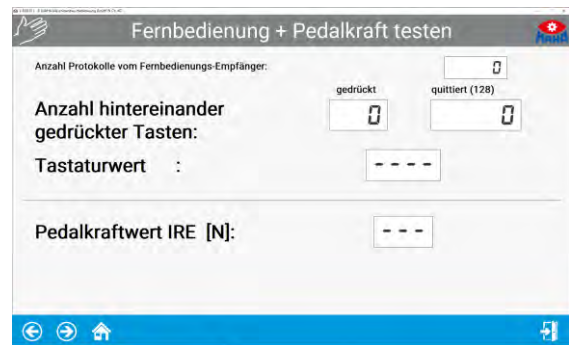 Fernbedienung + Pedalkraft testen
MAHA
Anzahl Protokolle vom Fernbedienungs-Empfänger:
0
gedrückt
quittiert (128)
Anzahl hintereinander
gedrückter Tasten:
0
0
Tastaturwert :
----
Pedalkraftwert IRE [N]:
---